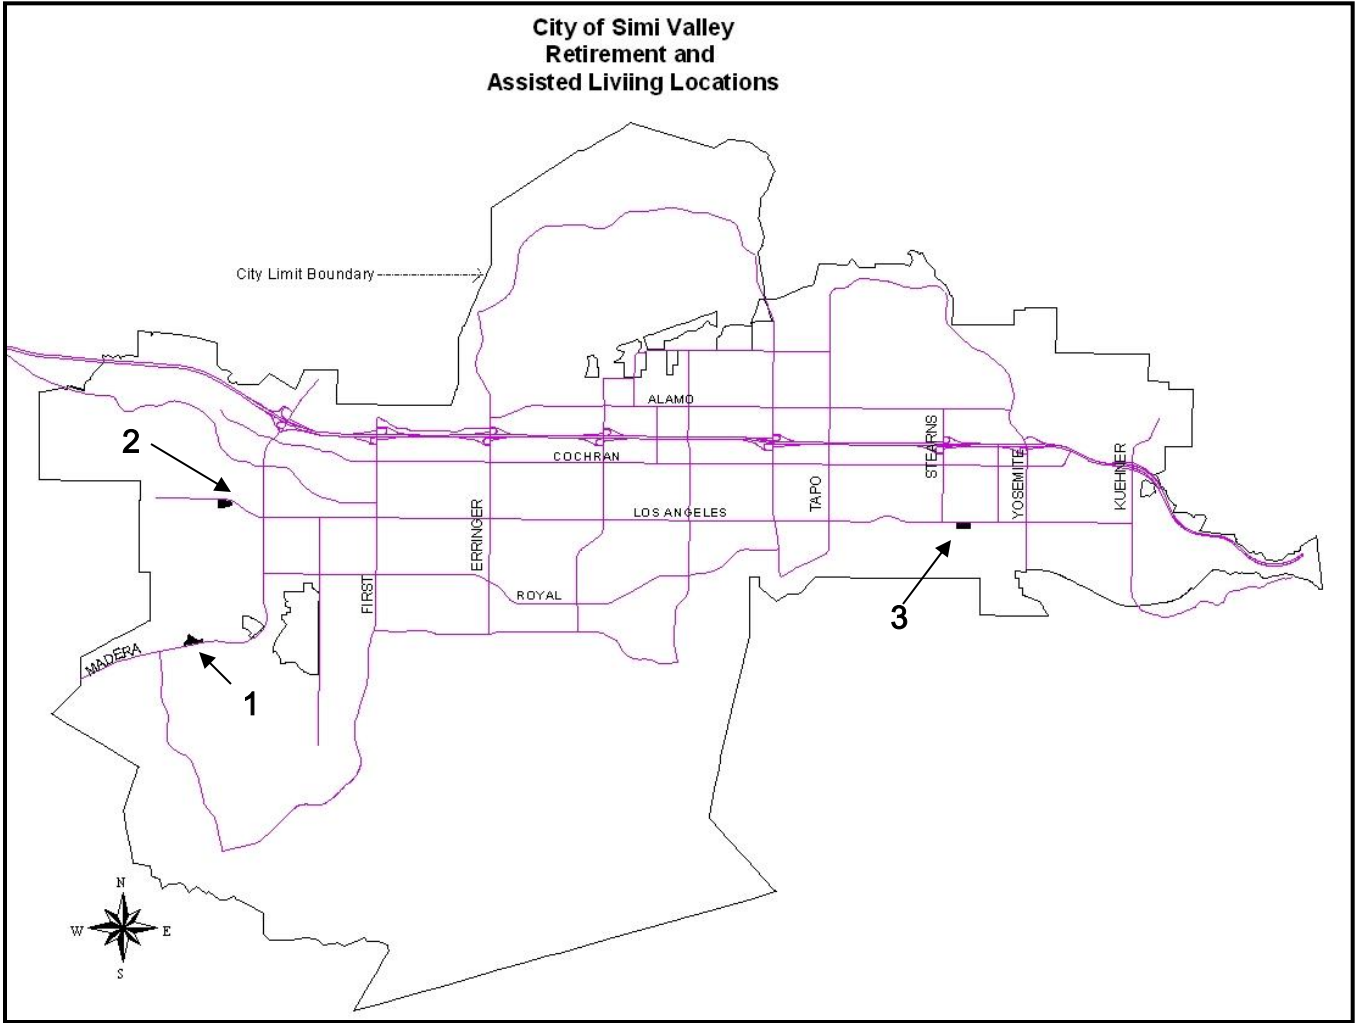 City of Simi Valley
Retirement and
Assisted Liviing Locations
City Limit Boundary
ALAMO
STEARNS
2
COCHRAN
YOSEMITE
KUEHNER
TAPO
ERRINGER
LOS ANGELES
FIRST
ROYAL
3
MADERA
1
N
W E
S